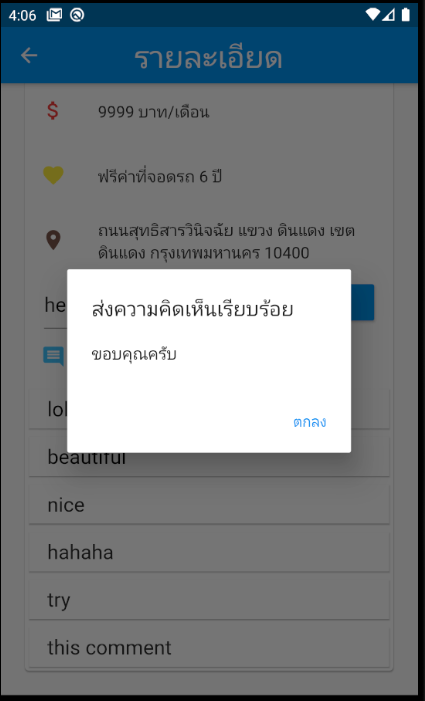 4:06
รายละเอียด
9999 บาท/เดือน
ฟรีค่าที่จอดรถ 6 ปี
ถนนสุทธิสารวินิจฉัย แขวง ดินแดง เขต
ดินแดง กรุงเทพมหานคร 10400
he
ส่งความคิดเห็นเรียบร้อย
ขอบคุณครับ
ตกลง
lol
beautiful
nice
hahaha
try
this comment